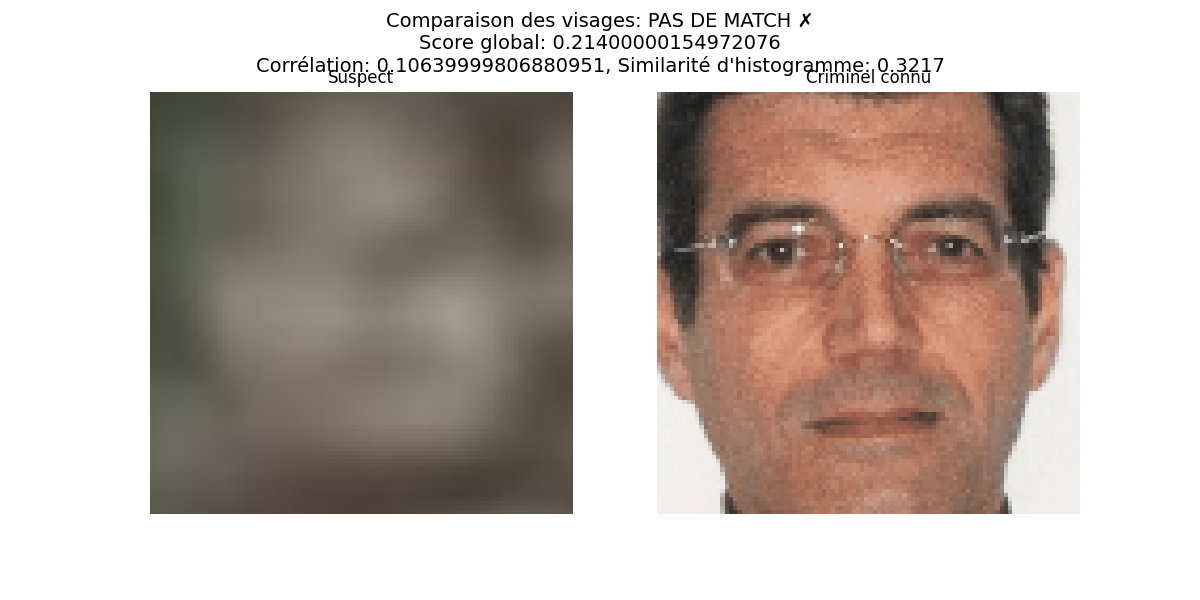 Comparaison des visages: PAS DE MATCH ✗
Score global: 0.21400000154972076
Corrélation: 0.10639999806880951, Similarité d'histogramme: 0.3217
Suspect
Criminel connu